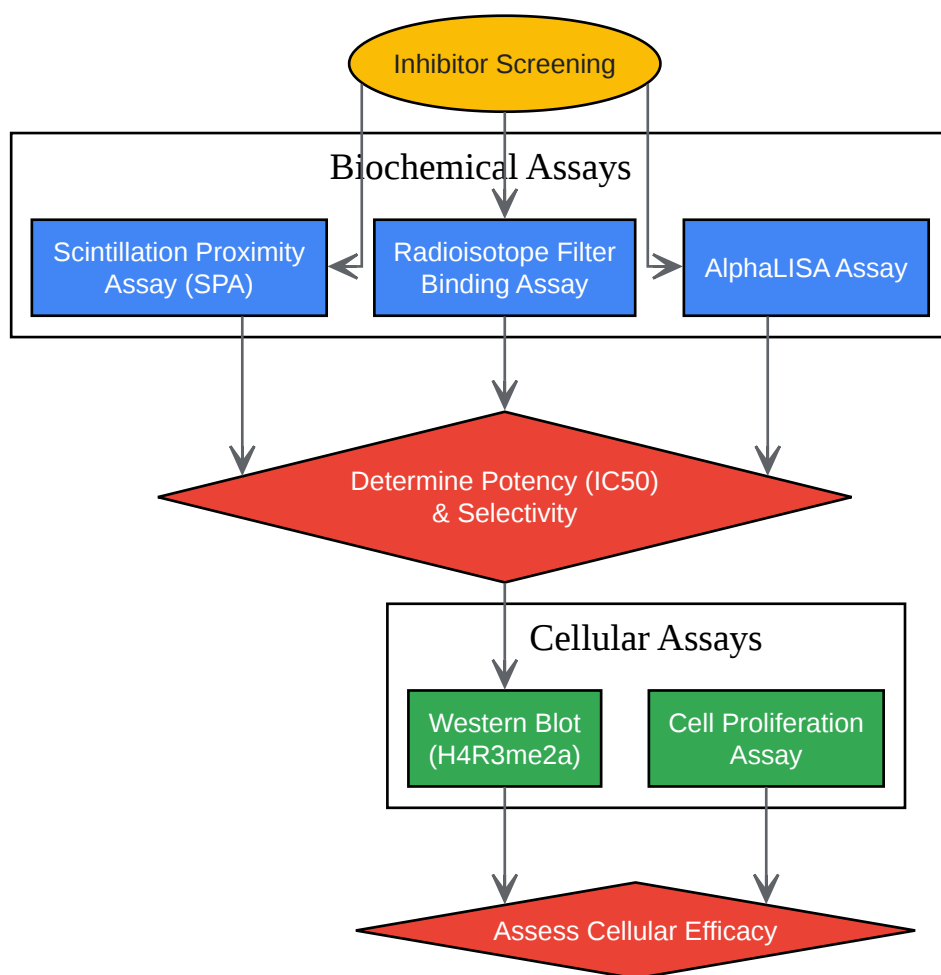 Inhibitor Screening
Biochemical Assays
Scintillation Proximity
Assay (SPA)
Radioisotope Filter
Binding Assay
AlphaLISA Assay
Determine Potency (IC50)
& Selectivity
Cellular Assays
Western Blot
(H4R3me2a)
Cell Proliferation
Assay
Assess Cellular Efficacy